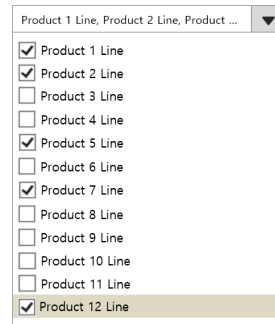 Product 1 Line, Product 2 Line, Product ...
Product 1 Line
Product 2 Line
Product 3 Line
Product 4 Line
Product 5 Line
Product 6 Line
Product 7 Line
Product 8 Line
Product 9 Line
Product 10 Line
Product 11 Line
Product 12 Line